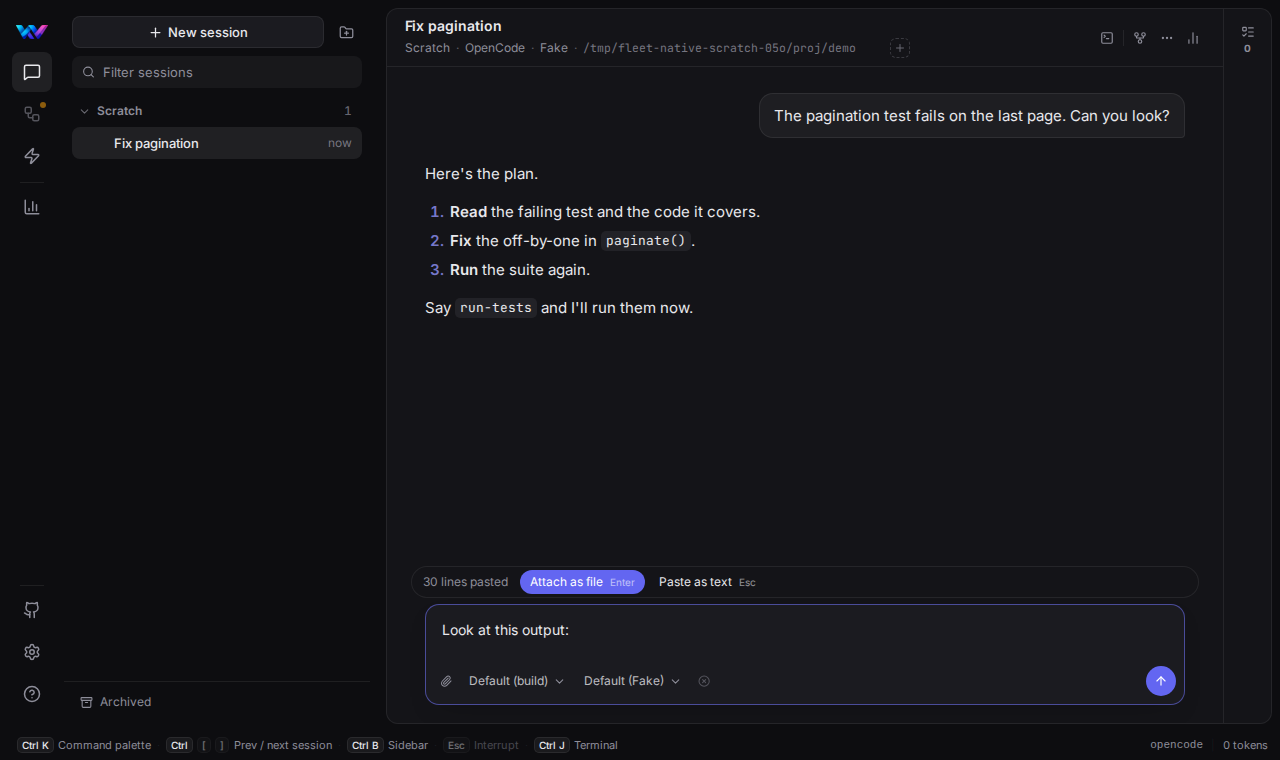 New session
Filter sessions
Scratch 1
Fix pagination now
Archived
Fix pagination
Scratch · OpenCode · Fake · /tmp/fleet-native-scratch-05o/proj/demo
0
The pagination test fails on the last page. Can you look?
Here's the plan.
1. Read the failing test and the code it covers.
2. Fix the off-by-one in paginate().
3. Run the suite again.
Say run-tests and I'll run them now.
30 lines pasted Attach as file Enter Paste as text Esc
Look at this output:
Default (build) Default (Fake)
Ctrl K Command palette Ctrl [ ] Prev / next session Ctrl B Sidebar Esc Interrupt Ctrl J Terminal opencode 0 tokens